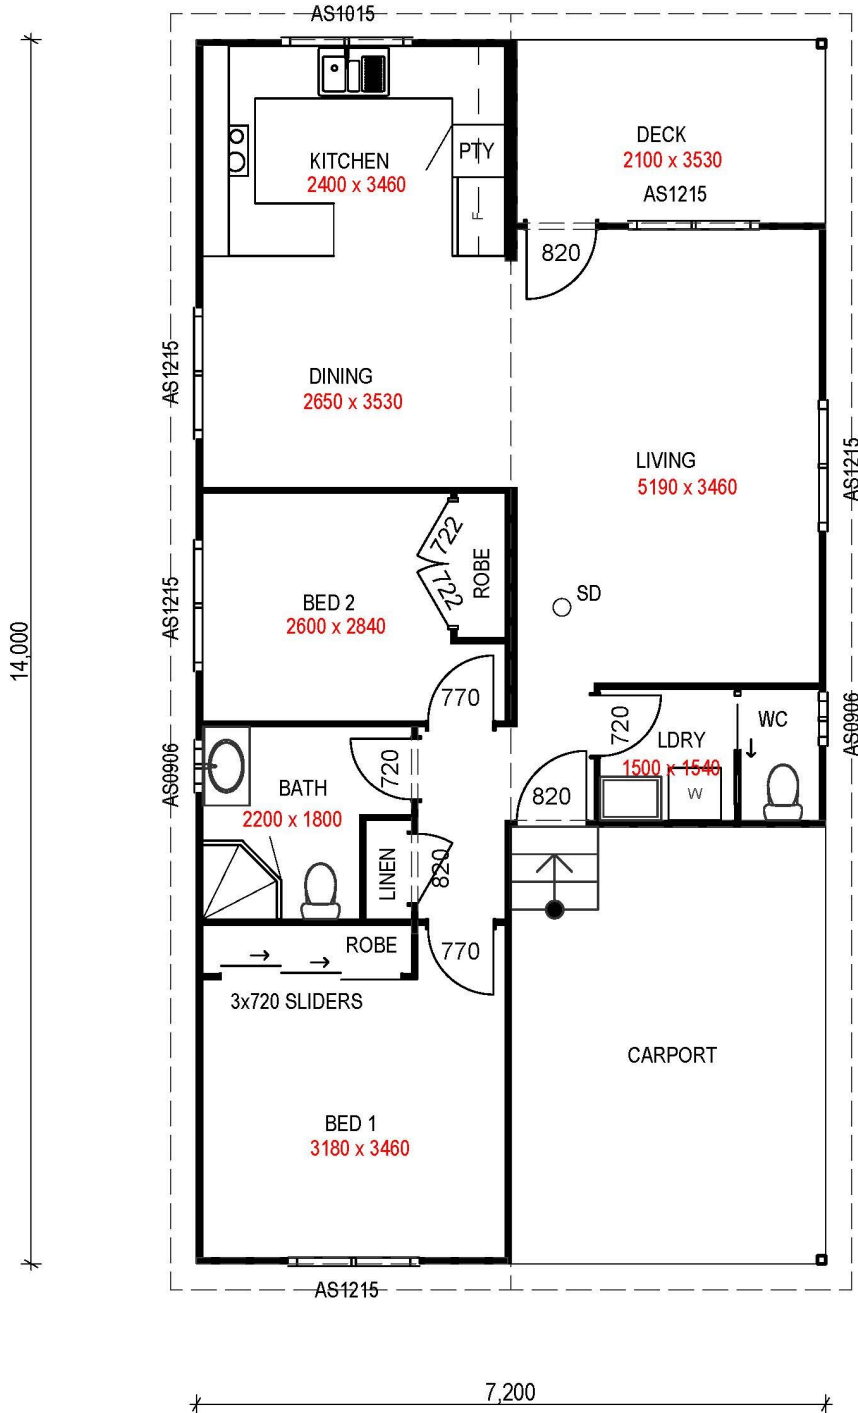 AS1015
KITCHEN
2400 x 3460
PTY
F
DECK
2100 x 3530
AS1215
820
AS1215
DINING
2650 x 3530
LIVING
5190 x 3460
AS1215
14,000
AS1215
BED 2
2600 x 2840
722
722
ROBE
SD
770
AS0906
BATH
2200 x 1800
720
820
720
LDRY
1500 x 1540
W
WC
AS0906
LINEN
820
ROBE
770
3x720 SLIDERS
CARPORT
BED 1
3180 x 3460
AS1215
7,200